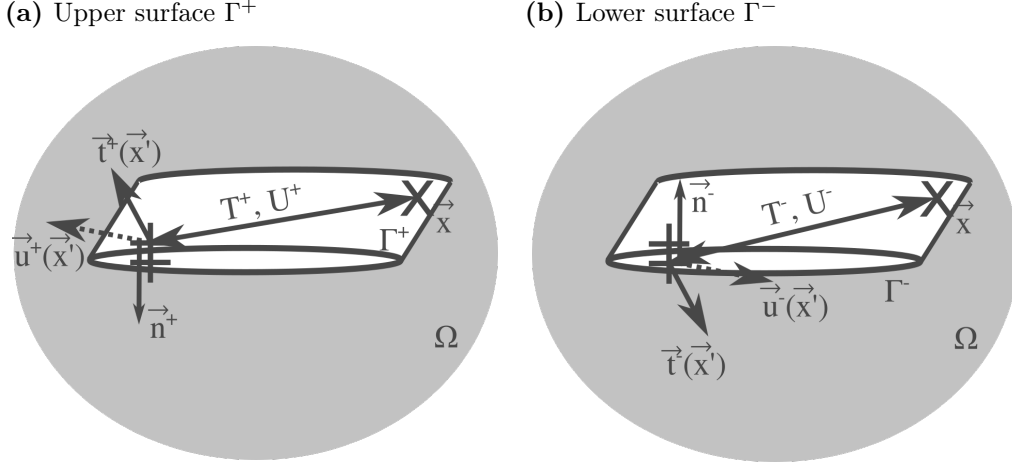 (a) Upper surface Γ⁺
(b) Lower surface Γ⁻
t⃗⁺(x⃗')
T⁺, U⁺
x⃗
u⃗⁺(x⃗')
Γ⁺
n⃗⁺
Ω
n⃗⁻
T⁻, U⁻
x⃗
u⃗⁻(x⃗')
Γ⁻
t⃗⁻(x⃗')
Ω